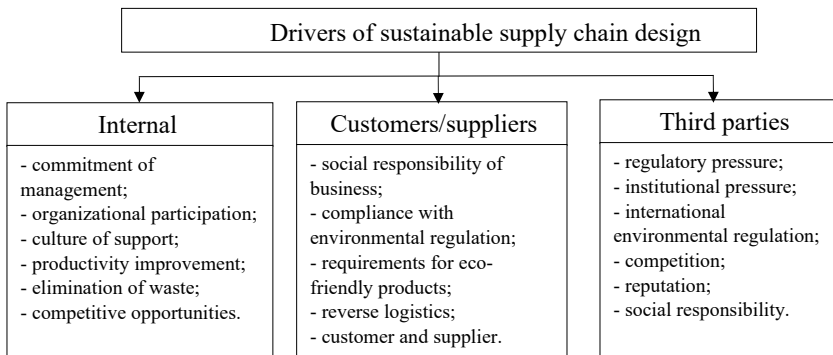 Drivers of sustainable supply chain design
Internal
- commitment of
management;
- organizational participation;
- culture of support;
- productivity improvement;
- elimination of waste;
- competitive opportunities.
Customers/suppliers
- social responsibility of
business;
- compliance with
environmental regulation;
- requirements for eco-
friendly products;
- reverse logistics;
- customer and supplier.
Third parties
- regulatory pressure;
- institutional pressure;
- international
environmental regulation;
- competition;
- reputation;
- social responsibility.